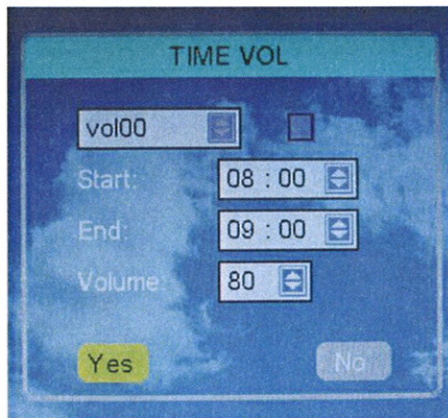 TIME VOL
vol00
Start: 08 : 00
End: 09 : 00
Volume: 80
Yes No